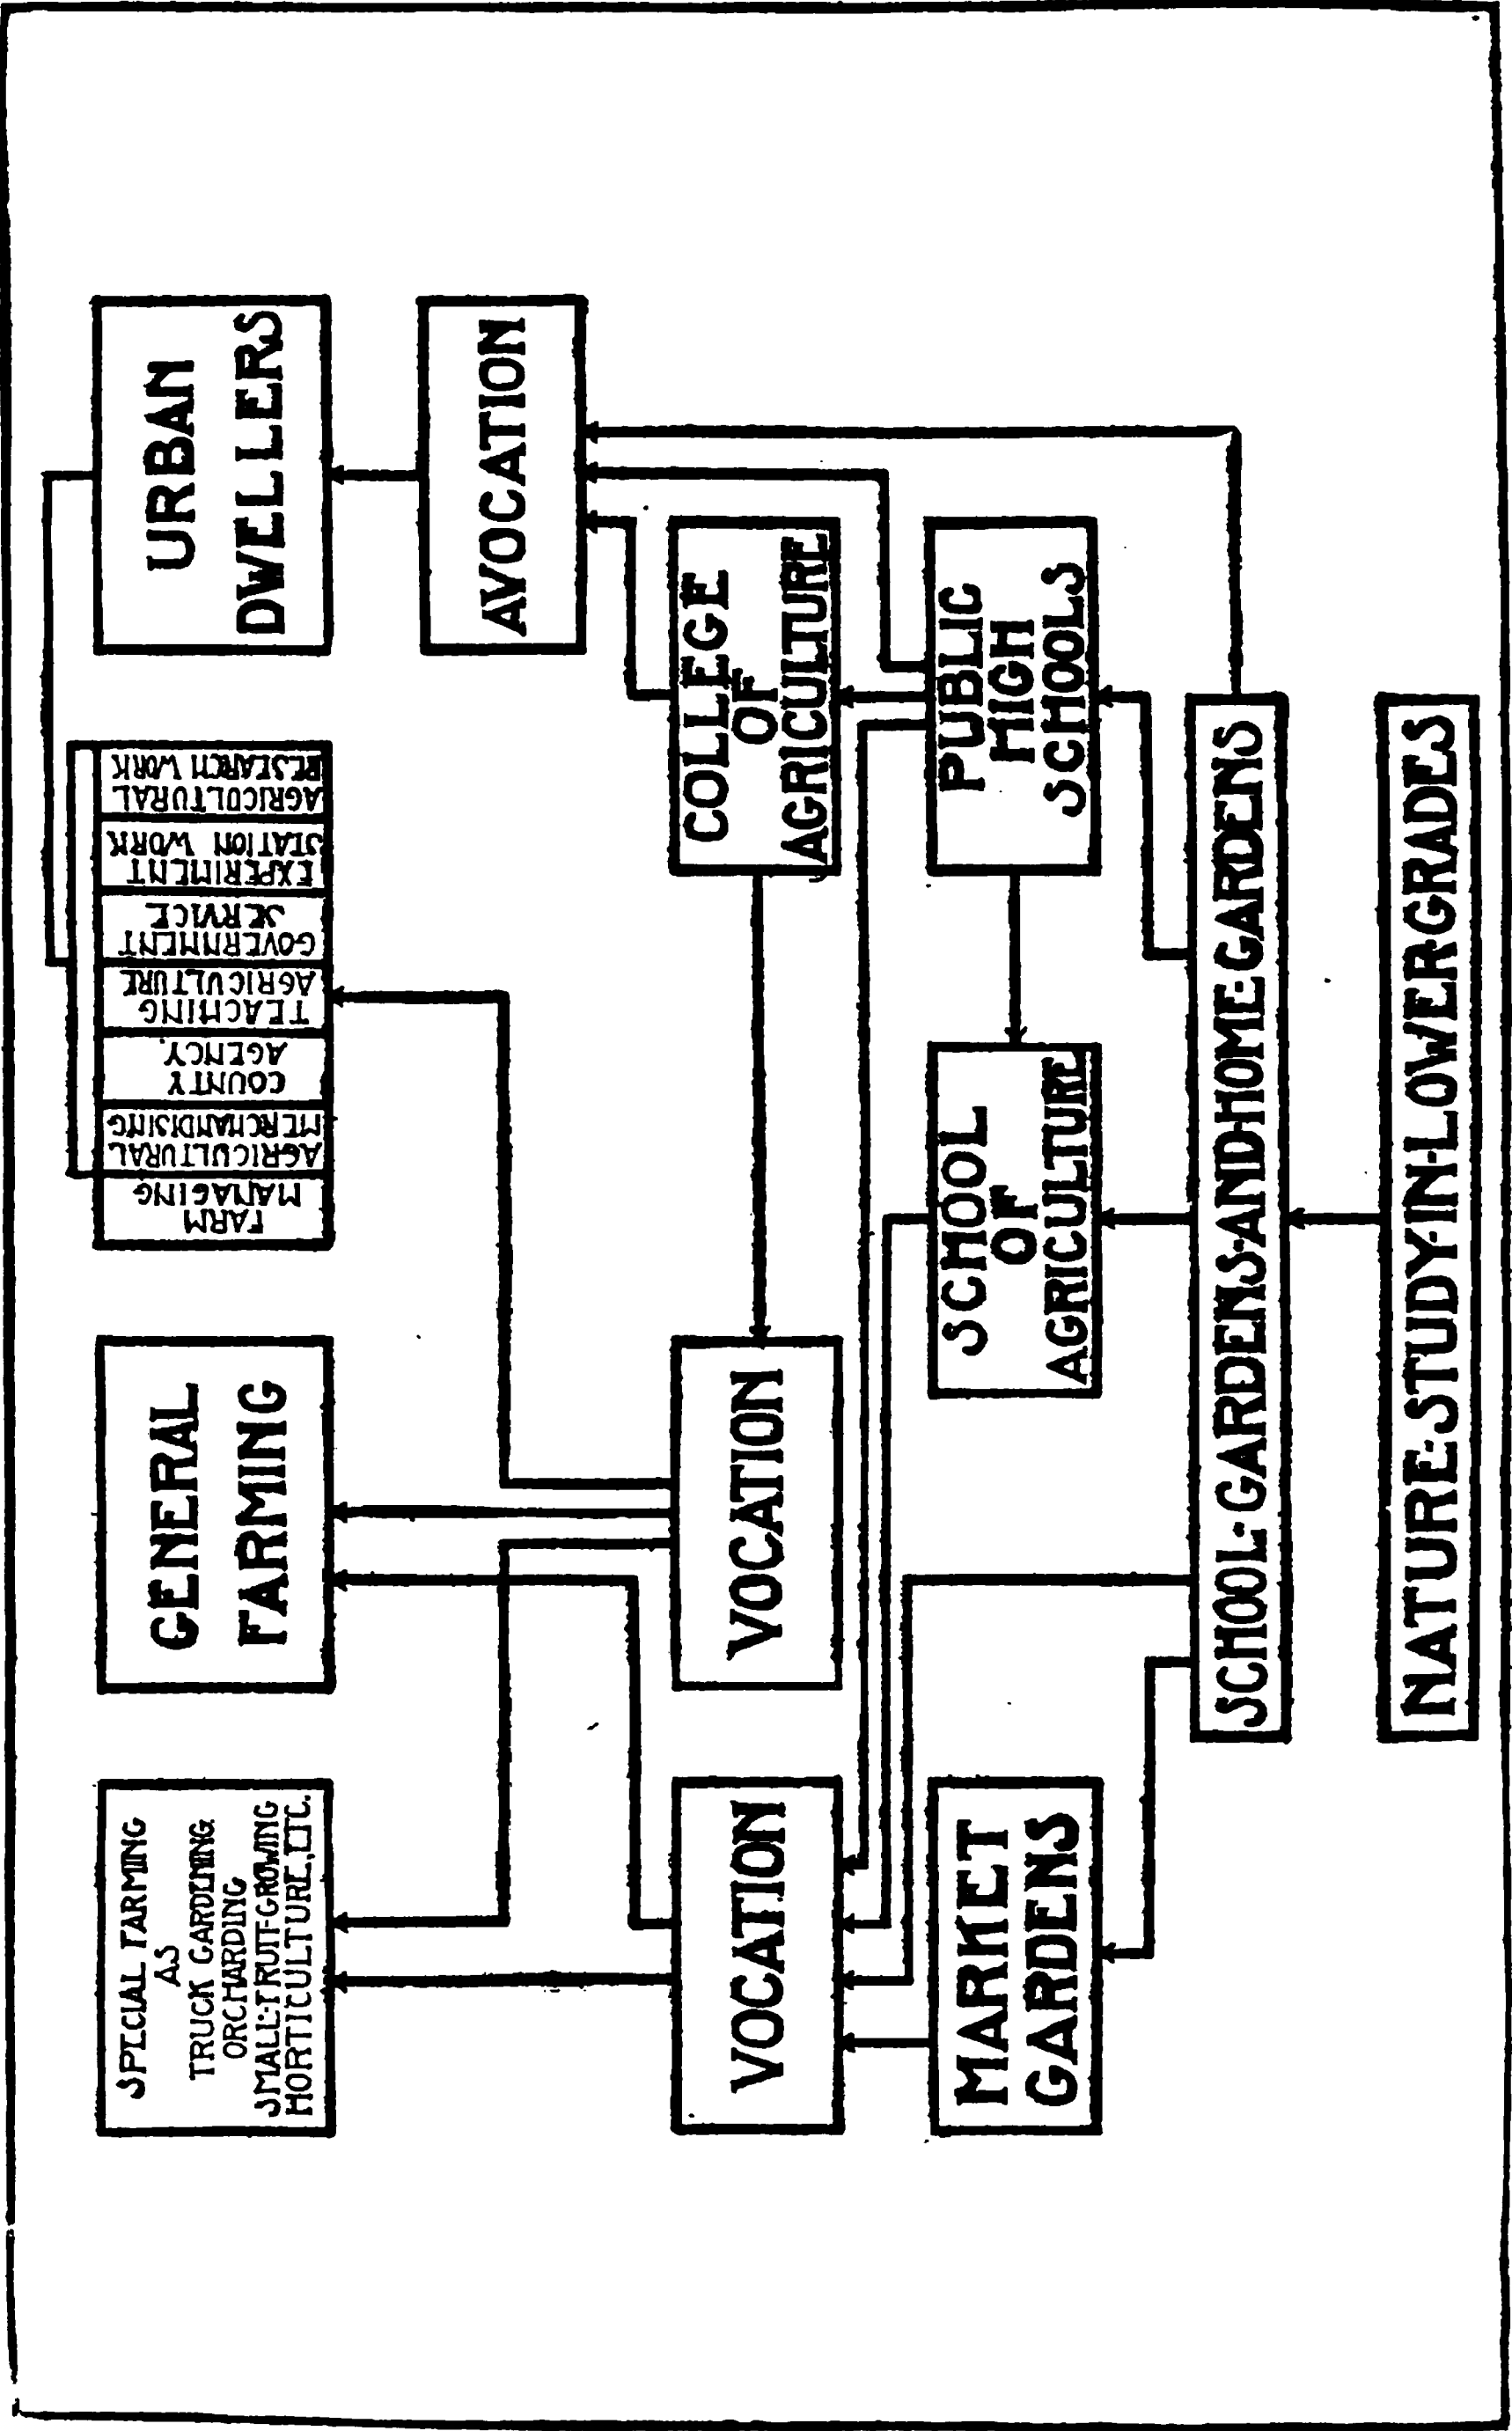 SPECIAL FARMING
AS
TRUCK GARDENING
ORCHARDING
SMALL-FRUIT-GROWING
HORTICULTURE, ETC.
GENERAL
FARMING
FARM
MANAGING
AGRICULTURAL
MERCHANDISING
COUNTY
AGENCY
TEACHING
AGRICULTURE
GOVERNMENT
SERVICE
EXPERIMENT
STATION WORK
AGRICULTURAL
RESEARCH WORK
URBAN
DWELLERS
AVOCATION
VOCATION
VOCATION
COLLEGE
OF
AGRICULTURE
MARKET
GARDENS
SCHOOL
OF
AGRICULTURE
PUBLIC
HIGH
SCHOOLS
SCHOOL-GARDENS-AND-HOME-GARDENS
NATURE-STUDY-IN-LOWER-GRADES